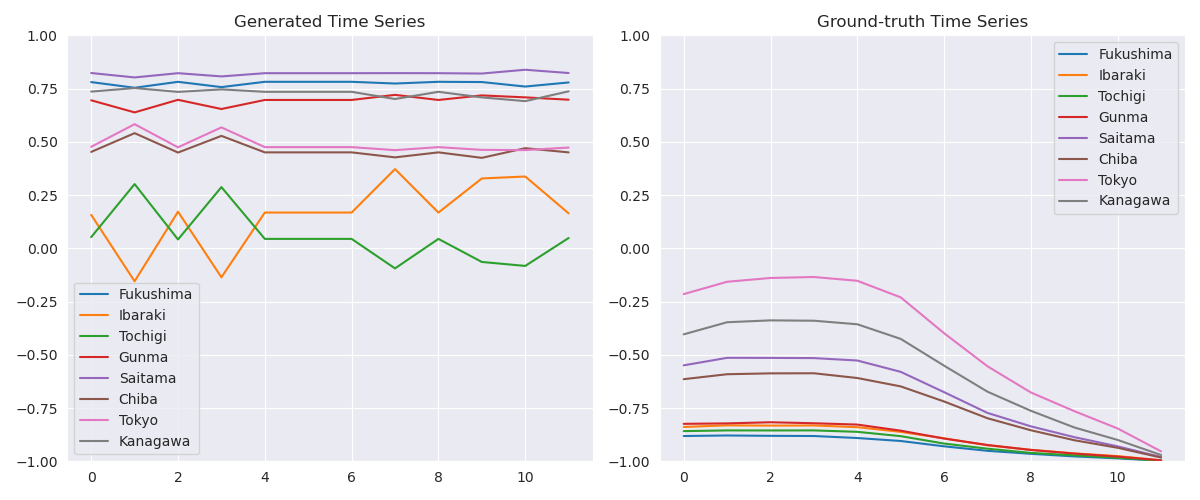 Generated Time Series
1.00
0.75
0.50
0.25
0.00
−0.25
−0.50
−0.75
−1.00
0 2 4 6 8 10
Fukushima
Ibaraki
Tochigi
Gunma
Saitama
Chiba
Tokyo
Kanagawa
Ground-truth Time Series
1.00
0.75
0.50
0.25
0.00
−0.25
−0.50
−0.75
−1.00
0 2 4 6 8 10
Fukushima
Ibaraki
Tochigi
Gunma
Saitama
Chiba
Tokyo
Kanagawa